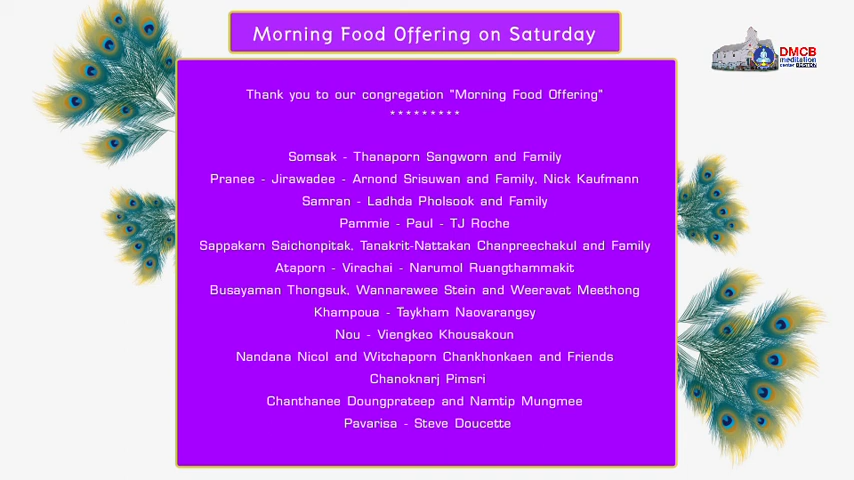 Morning Food Offering on Saturday
DMCB
meditation
center BOSTON
Thank you to our congregation "Morning Food Offering"
*********
Somsak - Thanaporn Sangworn and Family
Pranee - Jirawadee - Arnond Srisuwan and Family, Nick Kaufmann
Samran - Ladhda Pholsook and Family
Pammie - Paul - TJ Roche
Sappakarn Saichonpitak, Tanakrit-Nattakan Chanpreechakul and Family
Ataporn - Virachai - Narumol Ruangthammakit
Busayaman Thongsuk, Wannarawee Stein and Weeravat Meethong
Khampoua - Taykham Naovarangsy
Nou - Viengkeo Khousakoun
Nandana Nicol and Witchaporn Chankhonkaen and Friends
Chanoknarj Pimsri
Chanthanee Doungprateep and Namtip Mungmee
Pavarisa - Steve Doucette